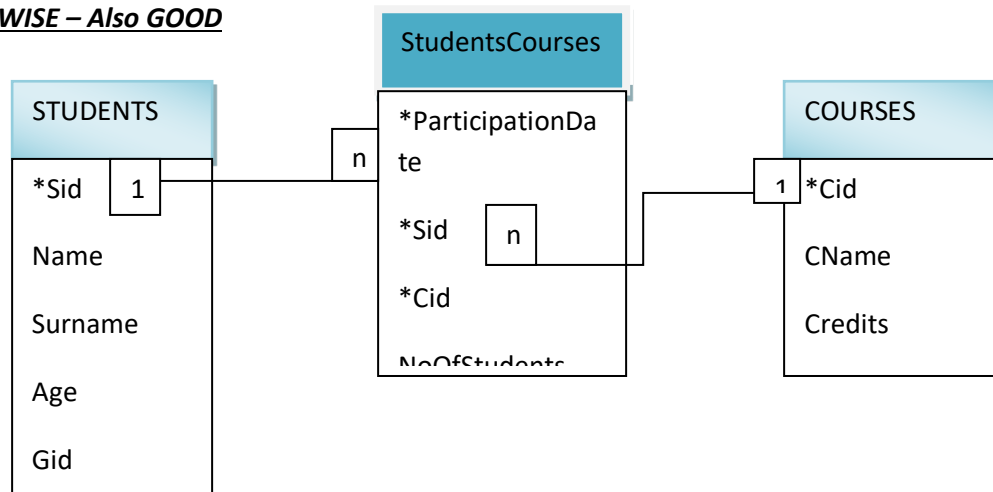 WISE – Also GOOD
StudentsCourses
STUDENTS
COURSES
*ParticipationDa
te
n
1
*Sid
1
*Cid
*Sid
n
Name
CName
*Cid
Surname
Credits
NoOfStudents
Age
Gid